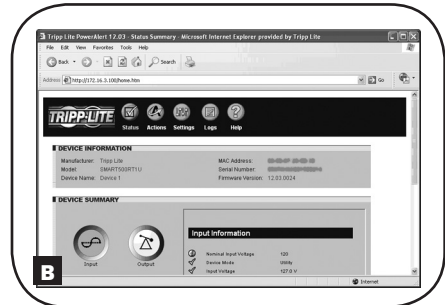 Tripp Lite PowerAlert 12.03 - Status Summary - Microsoft Internet Explorer provided by Tripp Lite
File Edit View Favorites Tools Help
Back Search
Address http://172.16.3.100/home.htm Go
TRIPP·LITE
Status Actions Settings Logs Help
DEVICE INFORMATION
Manufacturer: Tripp Lite MAC Address:
Model SMART500RT1U Serial Number:
Device Name: Device 1 Firmware Version: 12.03.0024
DEVICE SUMMARY
Input Output
Input Information
Nominal Input Voltage 120
Device Mode Utility
Input Voltage 127.0 V
B
Internet